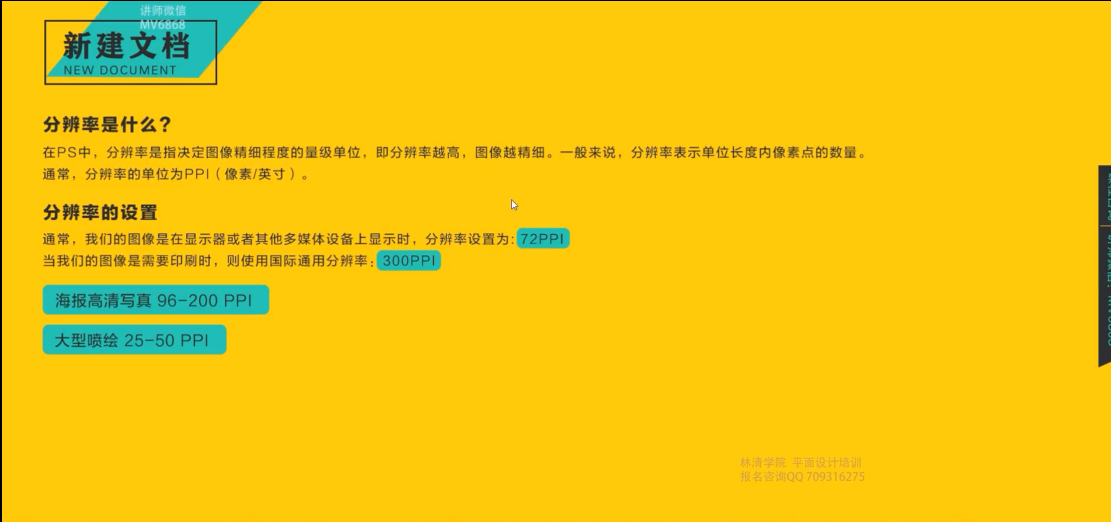 讲师微信
MV6868
新建文档
NEW DOCUMENT
分辨率是什么?
在PS中，分辨率是指决定图像精细程度的量级单位，即分辨率越高，图像越精细。一般来说，分辨率表示单位长度内像素点的数量。
通常，分辨率的单位为PPI（像素/英寸）。
分辨率的设置
通常，我们的图像是在显示器或者其他多媒体设备上显示时，分辨率设置为: 72PPI
当我们的图像是需要印刷时，则使用国际通用分辨率: 300PPI
海报高清写真 96-200 PPI
大型喷绘 25-50 PPI
林清学院 平面设计培训
报名咨询QQ 709316275